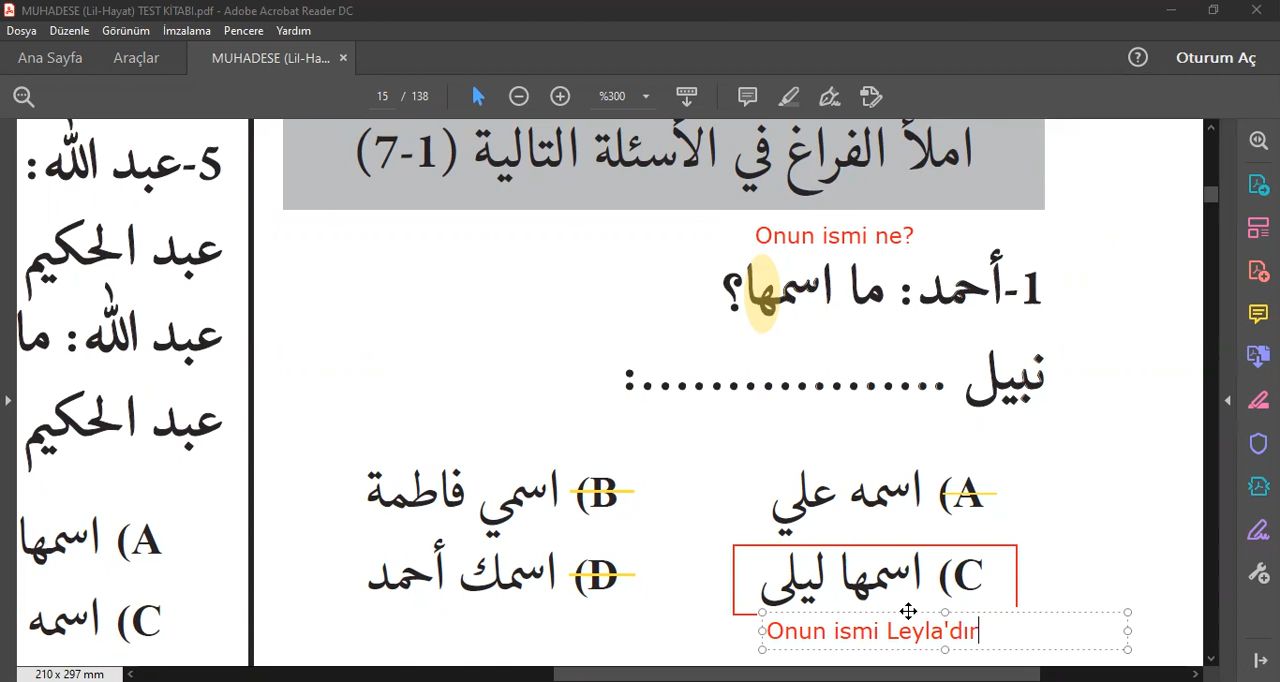 MUHADESE (Lil-Hayat) TEST KİTABI.pdf - Adobe Acrobat Reader DC
Dosya Düzenle Görünüm İmzalama Pencere Yardım
Ana Sayfa Araçlar MUHADESE (Lil-Ha... × ? Oturum Aç
15 / 138 %300
املأ الفراغ في الأسئلة التالية (1-7)
Onun ismi ne?
1-أحمد: ما اسمها؟
نبيل ..................:
A) اسمه علي
B) اسمي فاطمة
C) اسمها ليلى
D) اسمك أحمد
Onun ismi Leyla'dır
5-عبد الله:
عبد الحكيم
عبد الله: ما
عبد الحكيم
A) اسمها
C) اسمه
210 x 297 mm